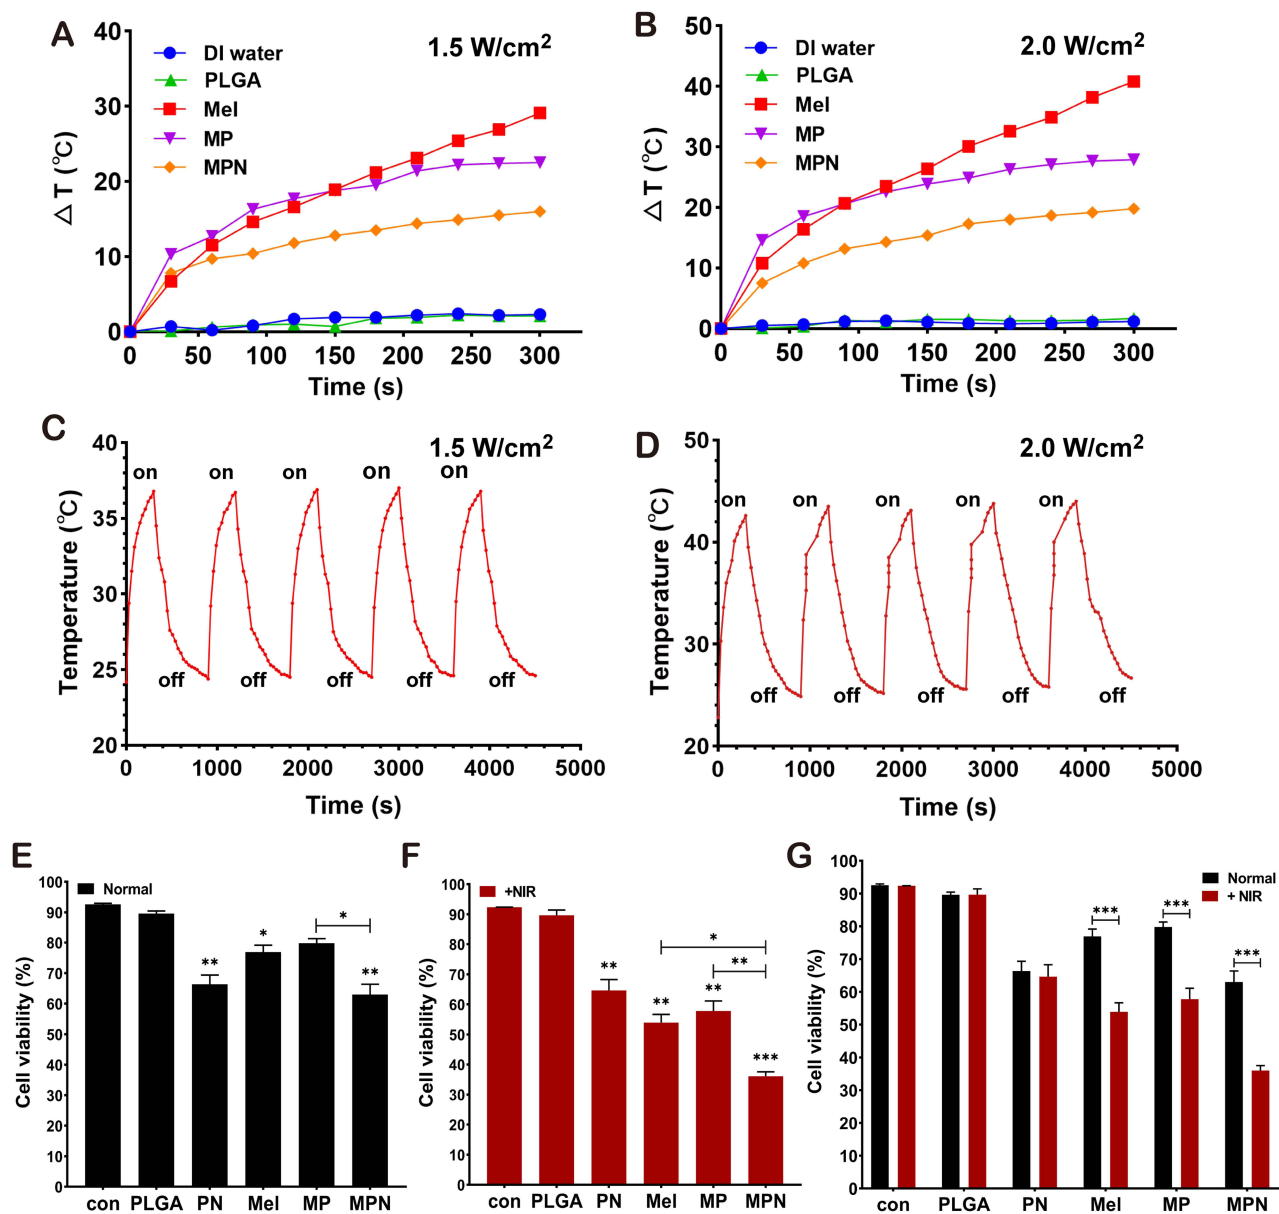 A
1.5 W/cm²
DI water
PLGA
Mel
MP
MPN
△ T (℃)
40
30
20
10
0
0 50 100 150 200 250 300
Time (s)
B
2.0 W/cm²
DI water
PLGA
Mel
MP
MPN
△ T (℃)
50
40
30
20
10
0
0 50 100 150 200 250 300
Time (s)
C
1.5 W/cm²
on on on on on
off off off off off
Temperature (℃)
40
35
30
25
20
0 1000 2000 3000 4000 5000
Time (s)
D
2.0 W/cm²
on on on on on
off off off off off
Temperature (℃)
50
40
30
20
0 1000 2000 3000 4000 5000
Time (s)
E
Normal
Cell viability (%)
100
90
80
70
60
50
40
30
20
10
0
** * * **
con PLGA PN Mel MP MPN
F
+NIR
Cell viability (%)
100
90
80
70
60
50
40
30
20
10
0
*
**
** ** ** ***
con PLGA PN Mel MP MPN
G
Normal
+ NIR
Cell viability (%)
100
90
80
70
60
50
40
30
20
10
0
*** *** ***
con PLGA PN Mel MP MPN